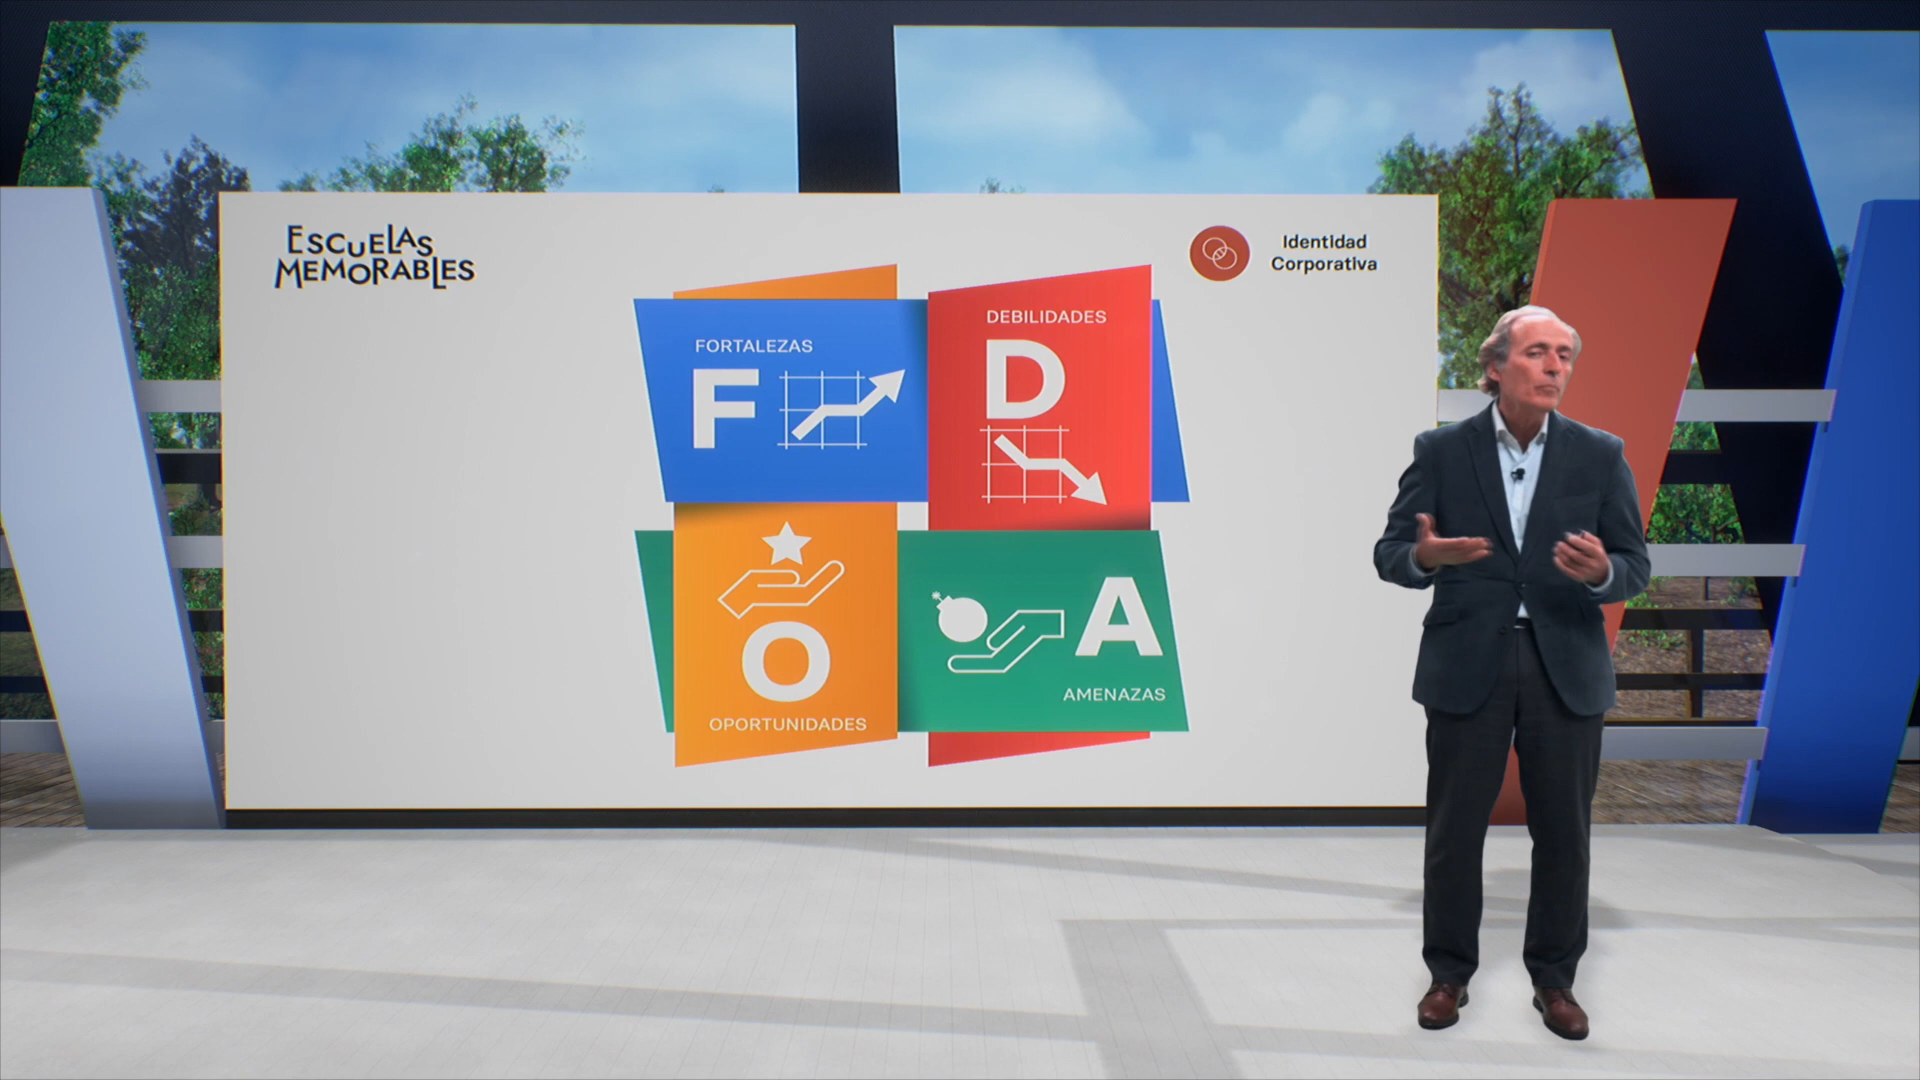 ESCUELAS
MEMORABLES
Identidad
Corporativa
FORTALEZAS
F
DEBILIDADES
D
O
OPORTUNIDADES
A
AMENAZAS